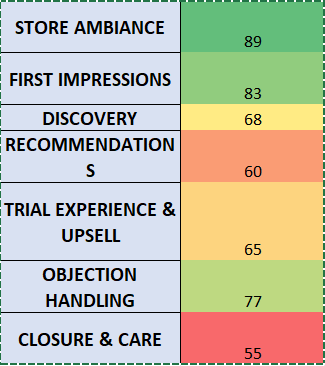 STORE AMBIANCE
89
FIRST IMPRESSIONS
83
DISCOVERY
68
RECOMMENDATION
S
60
TRIAL EXPERIENCE &
UPSELL
65
OBJECTION
HANDLING
77
CLOSURE & CARE
55